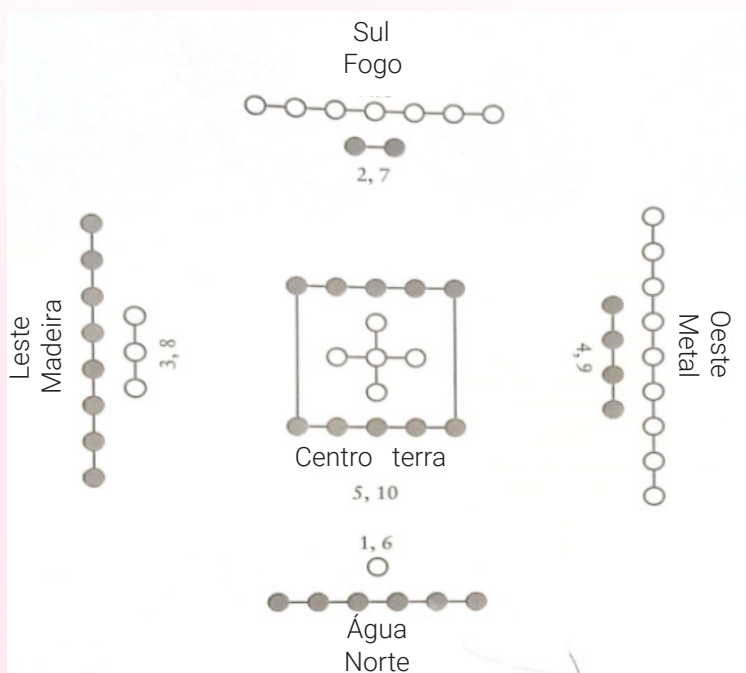 Sul
Fogo
2, 7
Leste
Madeira
3, 8
4, 9
Oeste
Metal
Centro terra
5, 10
1, 6
Água
Norte